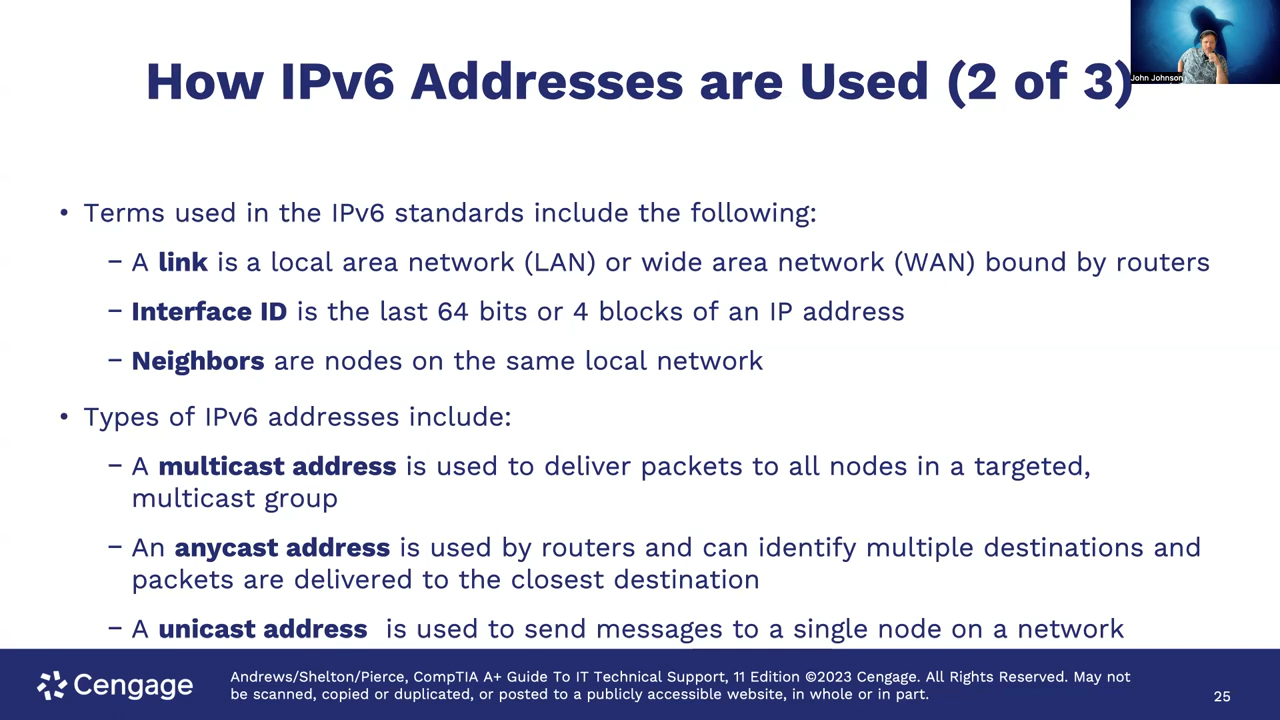 How IPv6 Addresses are Used (2 of 3)
John Johnson
• Terms used in the IPv6 standards include the following:
– A link is a local area network (LAN) or wide area network (WAN) bound by routers
– Interface ID is the last 64 bits or 4 blocks of an IP address
– Neighbors are nodes on the same local network
• Types of IPv6 addresses include:
– A multicast address is used to deliver packets to all nodes in a targeted,
multicast group
– An anycast address is used by routers and can identify multiple destinations and
packets are delivered to the closest destination
– A unicast address is used to send messages to a single node on a network
Cengage
Andrews/Shelton/Pierce, CompTIA A+ Guide To IT Technical Support, 11 Edition ©2023 Cengage. All Rights Reserved. May not
be scanned, copied or duplicated, or posted to a publicly accessible website, in whole or in part.
25